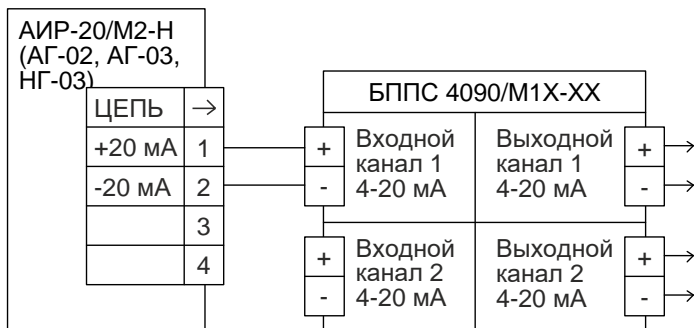 АИР-20/М2-Н
(АГ-02, АГ-03,
НГ-03)
ЦЕПЬ →
+20 мА 1
-20 мА 2
3
4
БППС 4090/М1Х-ХХ
+
-
Входной
канал 1
4-20 мА
Выходной
канал 1
4-20 мА
+
-
+
-
Входной
канал 2
4-20 мА
Выходной
канал 2
4-20 мА
+
-